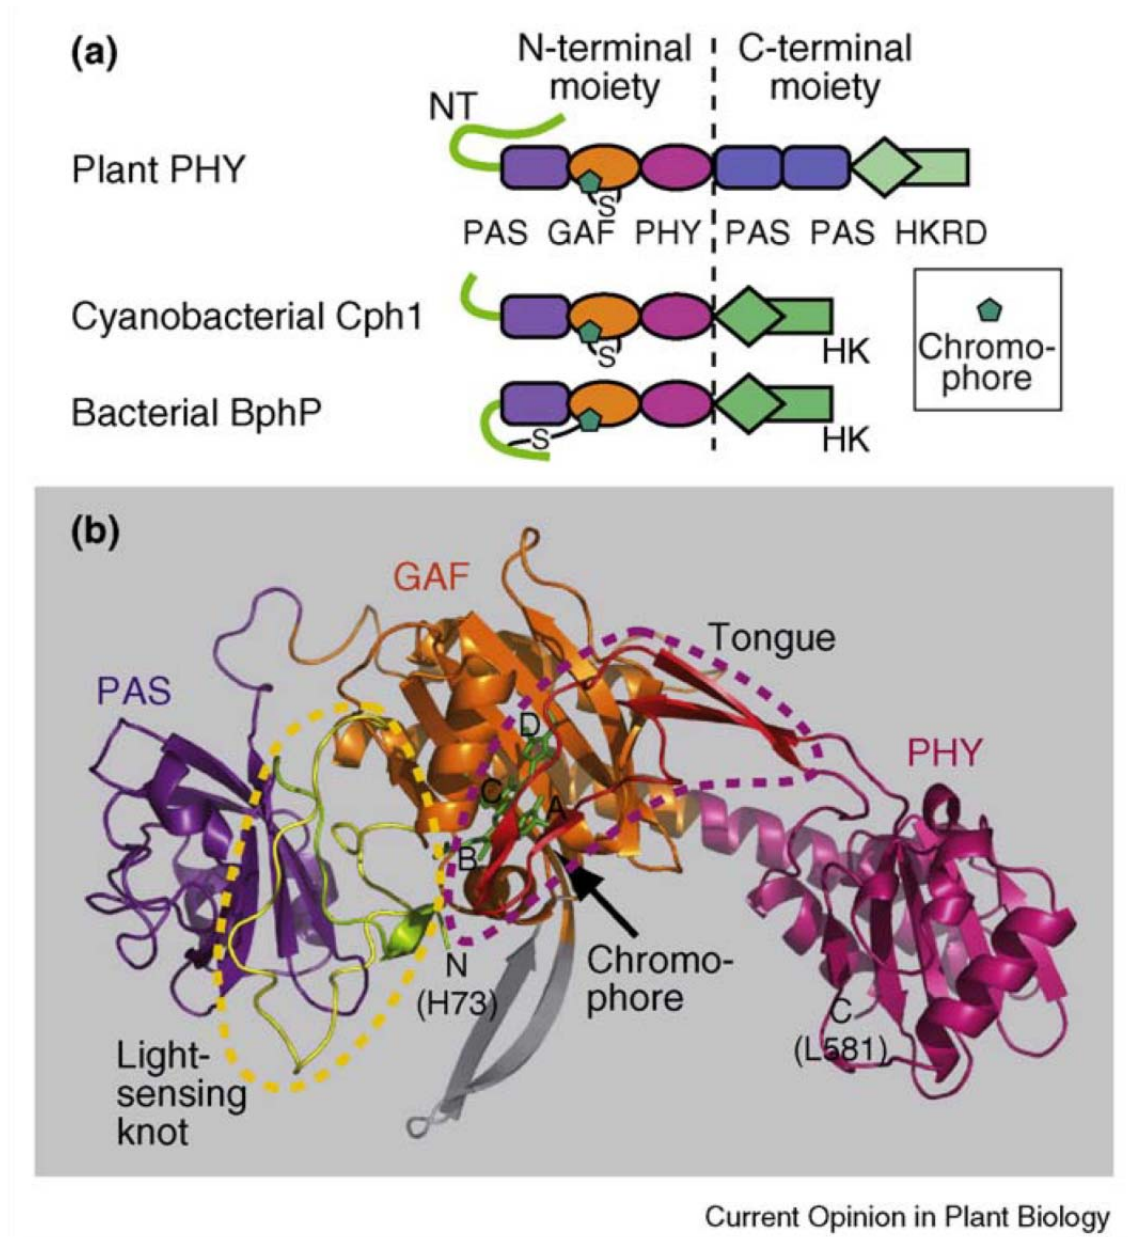 (a)
N-terminal
moiety
C-terminal
moiety
NT
Plant PHY
S
PAS GAF PHY PAS PAS HKRD
Cyanobacterial Cph1
S
HK
Chromo-
phore
Bacterial BphP
S
HK
(b)
GAF
Tongue
PAS
D
PHY
C
A
B
N
(H73)
Chromo-
phore
C
(L581)
Light-
sensing
knot
Current Opinion in Plant Biology